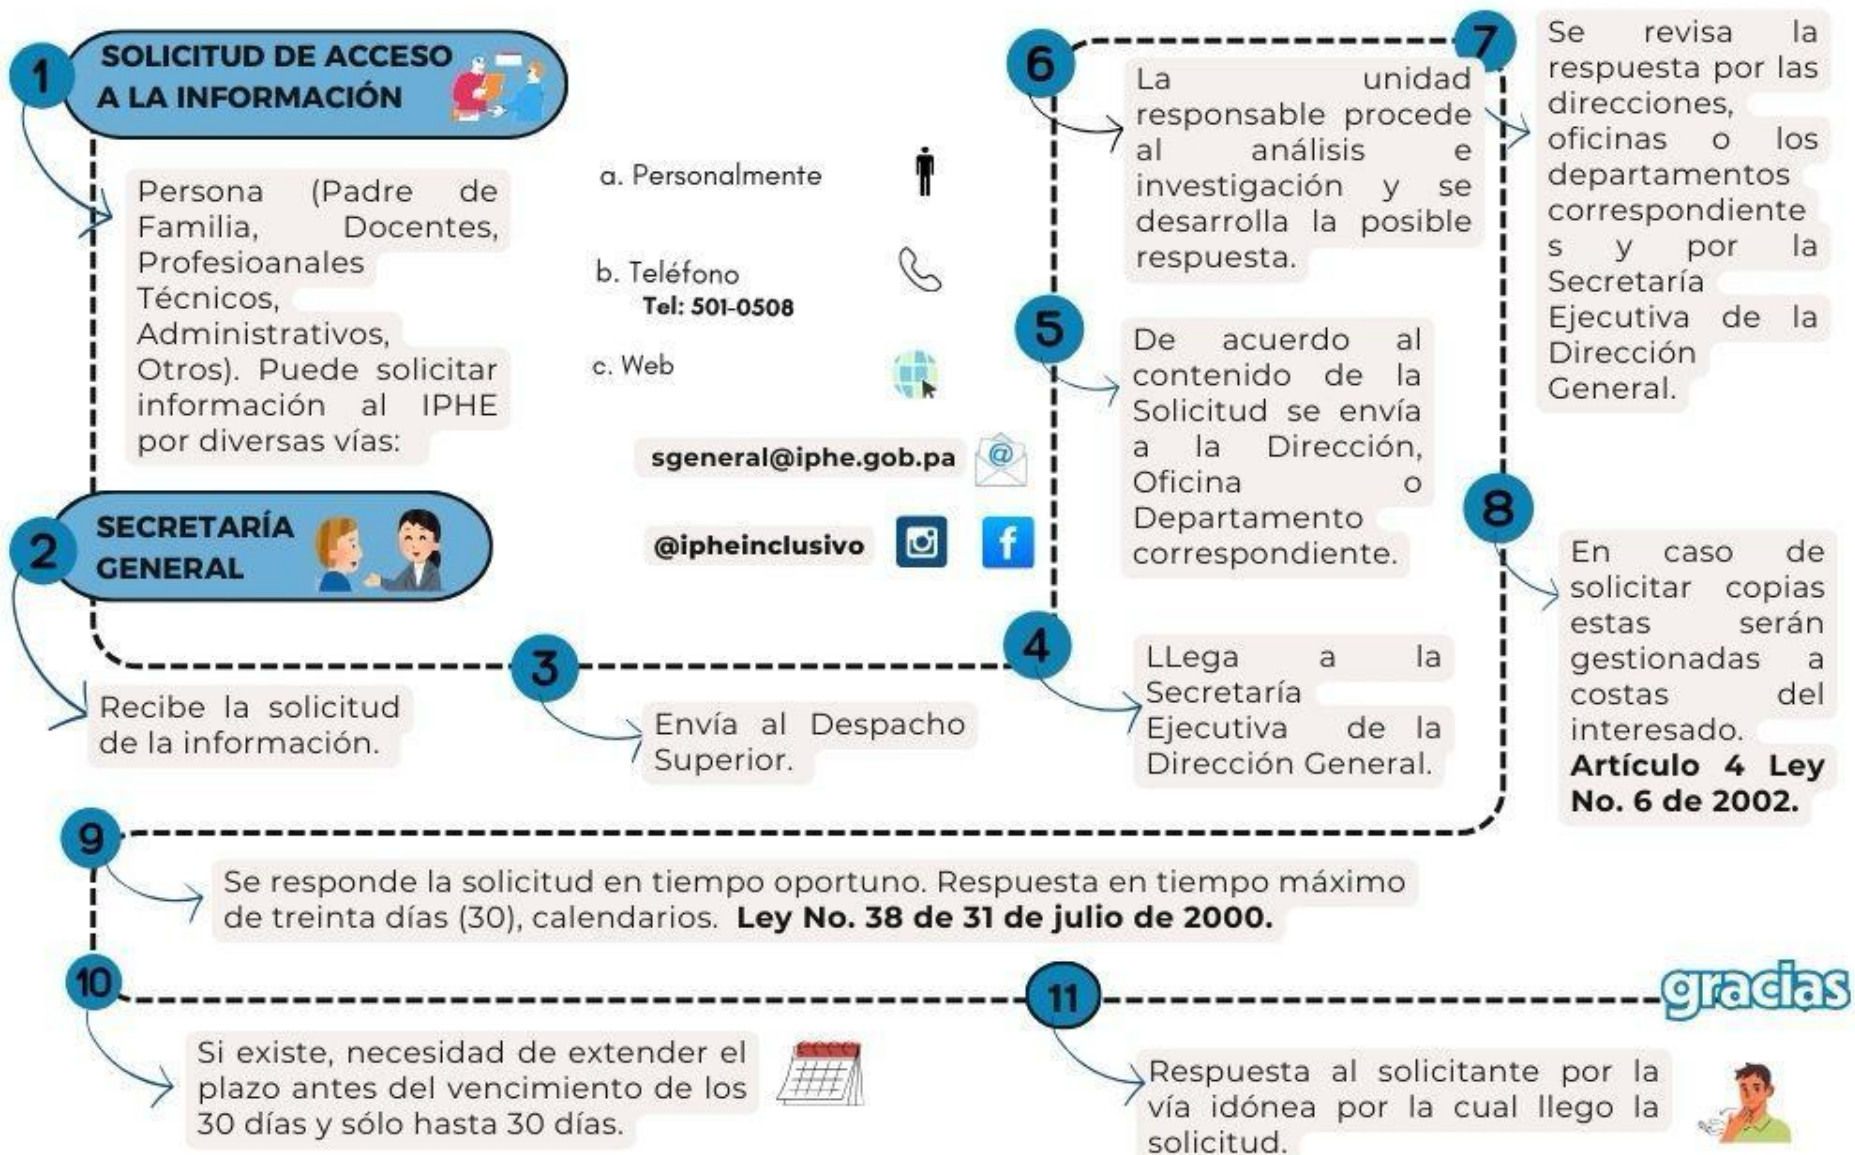 1
SOLICITUD DE ACCESO
A LA INFORMACIÓN
Persona (Padre de
Familia, Docentes,
Profesioanales
Técnicos,
Administrativos,
Otros). Puede solicitar
información al IPHE
por diversas vías:
a. Personalmente
b. Teléfono
Tel: 501-0508
c. Web
sgeneral@iphe.gob.pa
@
@ipheinclusivo
f
2
SECRETARÍA
GENERAL
Recibe la solicitud
de la información.
3
Envía al Despacho
Superior.
4
LLega a la
Secretaría
Ejecutiva de la
Dirección General.
5
De acuerdo al
contenido de la
Solicitud se envía
a la Dirección,
Oficina o
Departamento
correspondiente.
6
La unidad
responsable procede
al análisis e
investigación y se
desarrolla la posible
respuesta.
7
Se revisa la
respuesta por las
direcciones,
oficinas o los
departamentos
correspondiente
s y por la
Secretaría
Ejecutiva de la
Dirección
General.
8
En caso de
solicitar copias
estas serán
gestionadas a
costas del
interesado.
Artículo 4 Ley
No. 6 de 2002.
9
Se responde la solicitud en tiempo oportuno. Respuesta en tiempo máximo
de treinta días (30), calendarios. Ley No. 38 de 31 de julio de 2000.
10
Si existe, necesidad de extender el
plazo antes del vencimiento de los
30 días y sólo hasta 30 días.
11
Respuesta al solicitante por la
vía idónea por la cual llego la
solicitud.
gracias